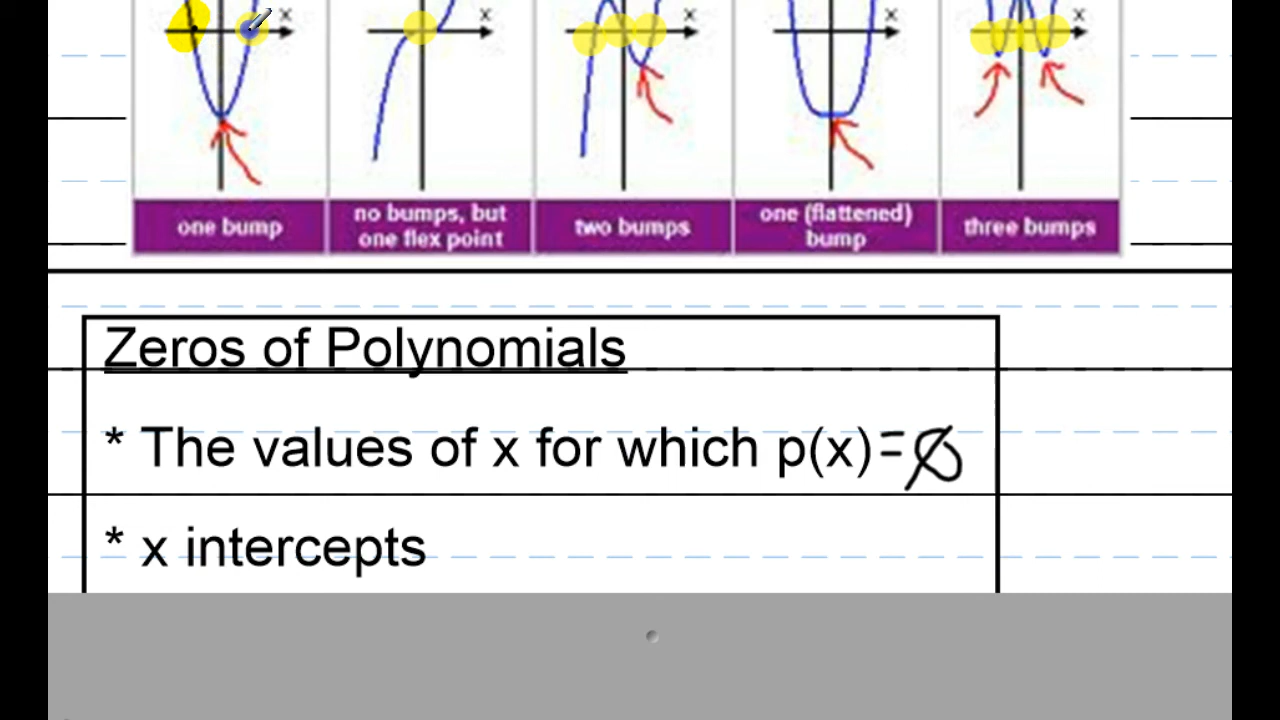 x x x x x
one bump
no bumps, but
one flex point
two bumps
one (flattened)
bump
three bumps
Zeros of Polynomials
* The values of x for which p(x)=0
* x intercepts